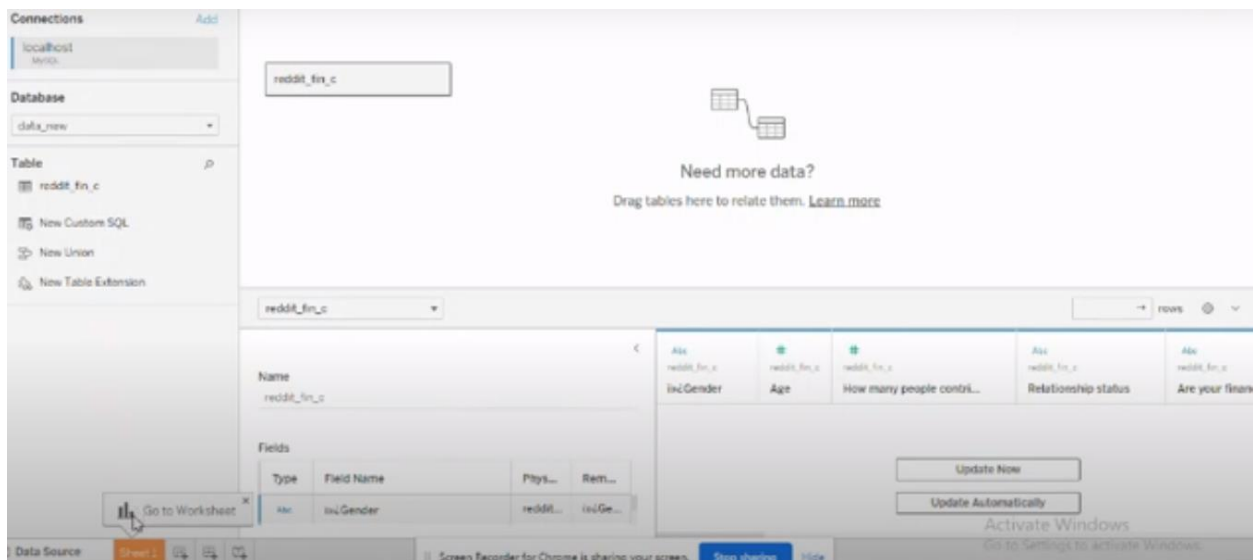 Connections Add
localhost
MySQL
Database
data_new
Table
reddit_fin_c
New Custom SQL
New Union
New Table Extension
reddit_fin_c
Need more data?
Drag tables here to relate them. Learn more
reddit_fin_c
rows
Name
reddit_fin_c
Fields
Type Field Name Phys... Rem...
Abc ï»¿Gender reddit... ï»¿Ge...
Abc
reddit_fin_c
ï»¿Gender
#
reddit_fin_c
Age
#
reddit_fin_c
How many people contri...
Abc
reddit_fin_c
Relationship status
Abc
reddit_fin_c
Are your finan
Update Now
Update Automatically
Go to Worksheet
Data Source Sheet 1
Screen Recorder for Chrome is sharing your screen. Stop sharing Hide
Activate Windows
Go to Settings to activate Windows.